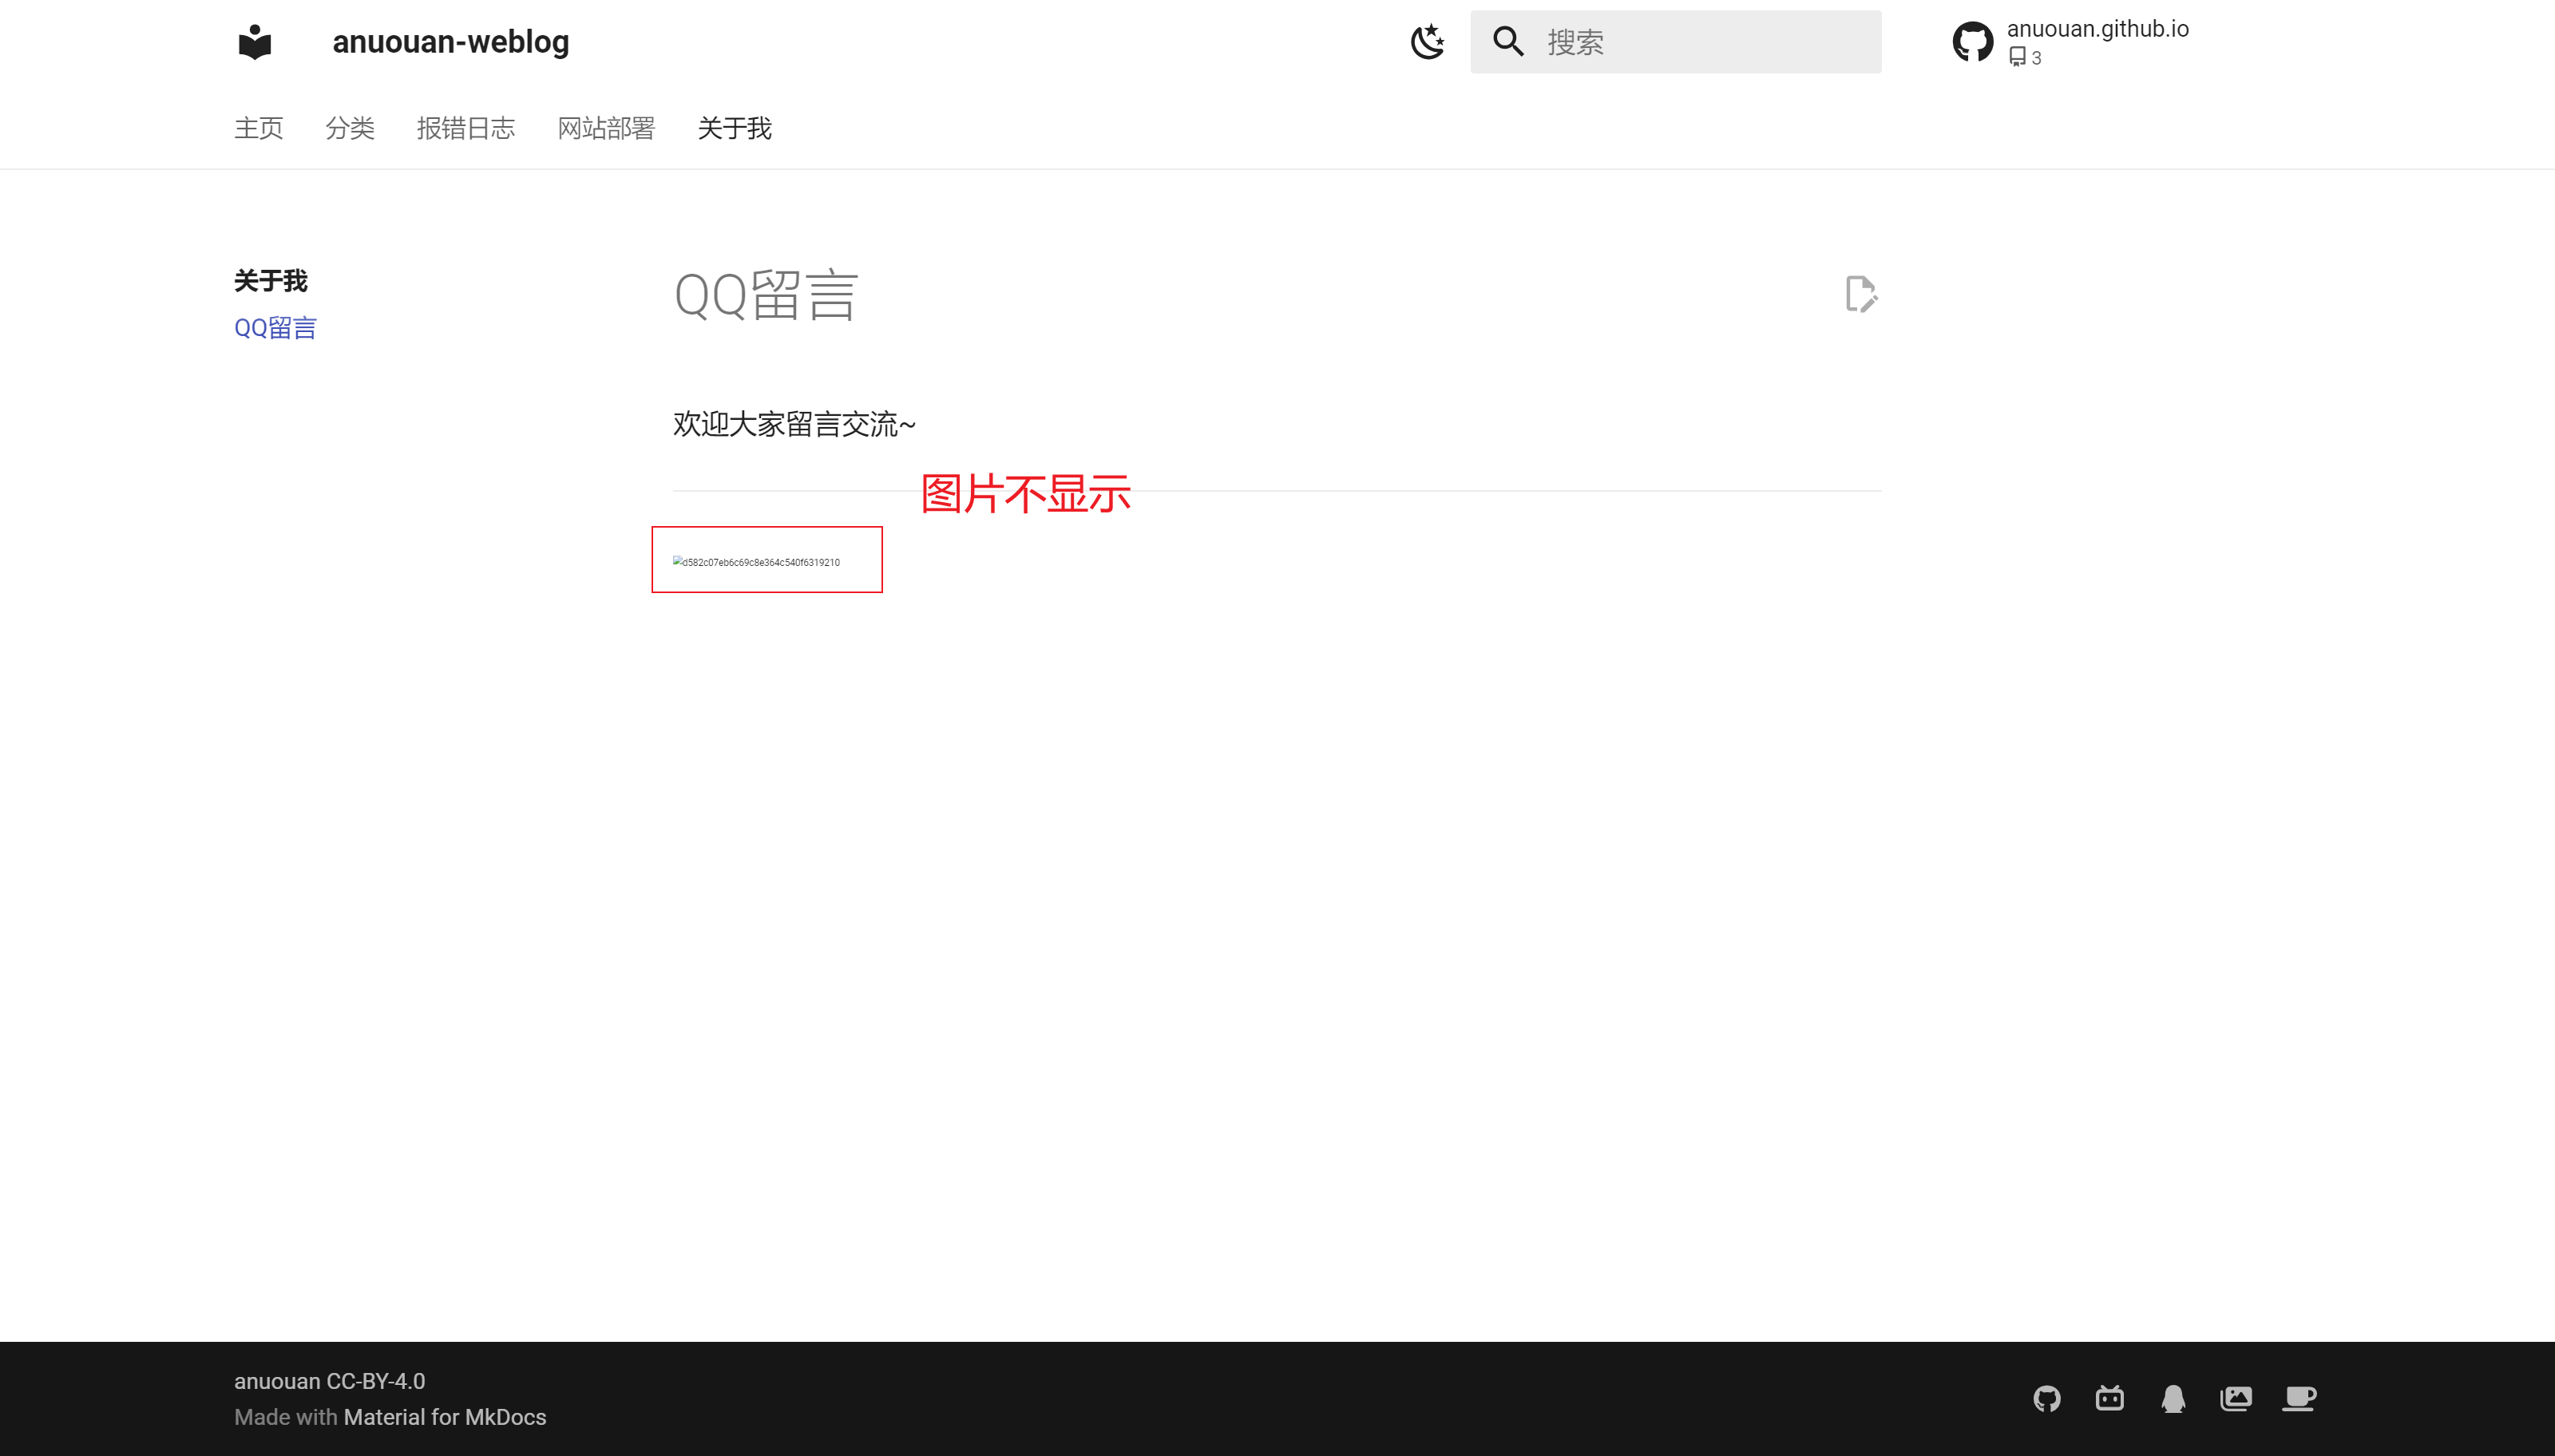 anuouan-weblog
搜索
anuouan.github.io
3
主页 分类 报错日志 网站部署 关于我
关于我
QQ留言
QQ留言
欢迎大家留言交流~
图片不显示
d582c07eb6c69c8e364c540f6319210
anuouan CC-BY-4.0
Made with Material for MkDocs